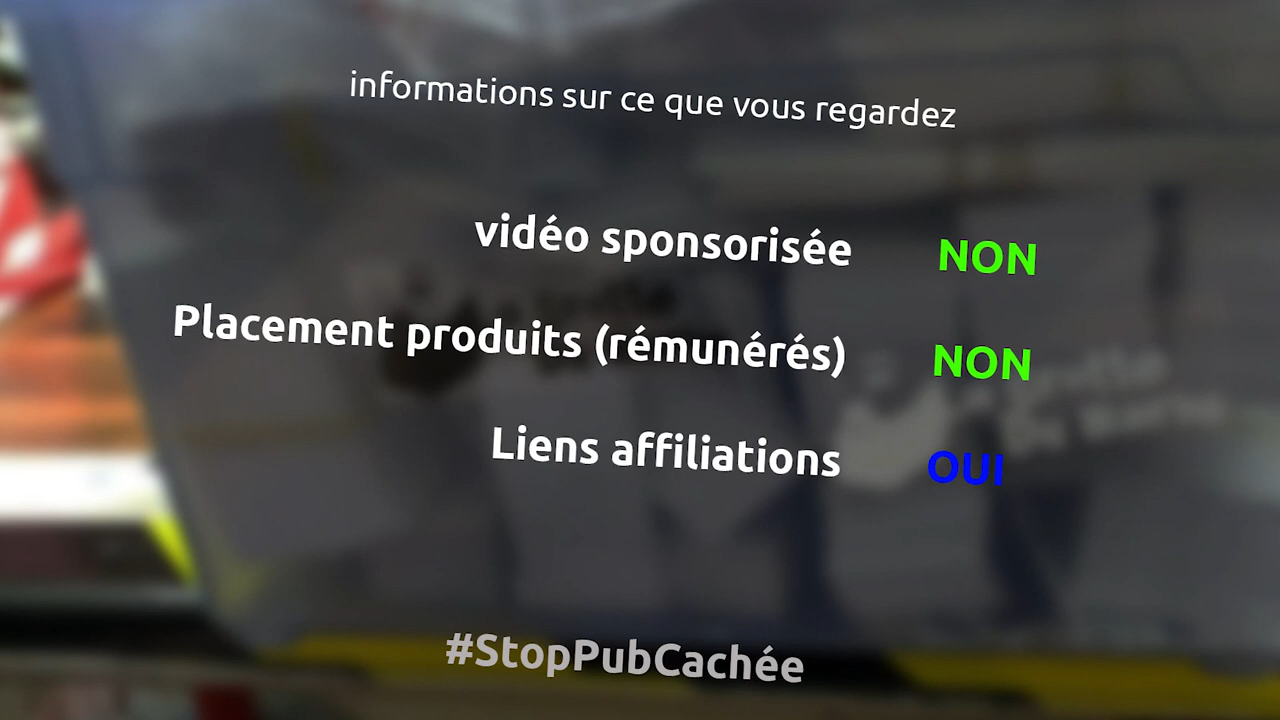 informations sur ce que vous regardez
vidéo sponsorisée NON
Placement produits (rémunérés) NON
Liens affiliations OUI
#StopPubCachée